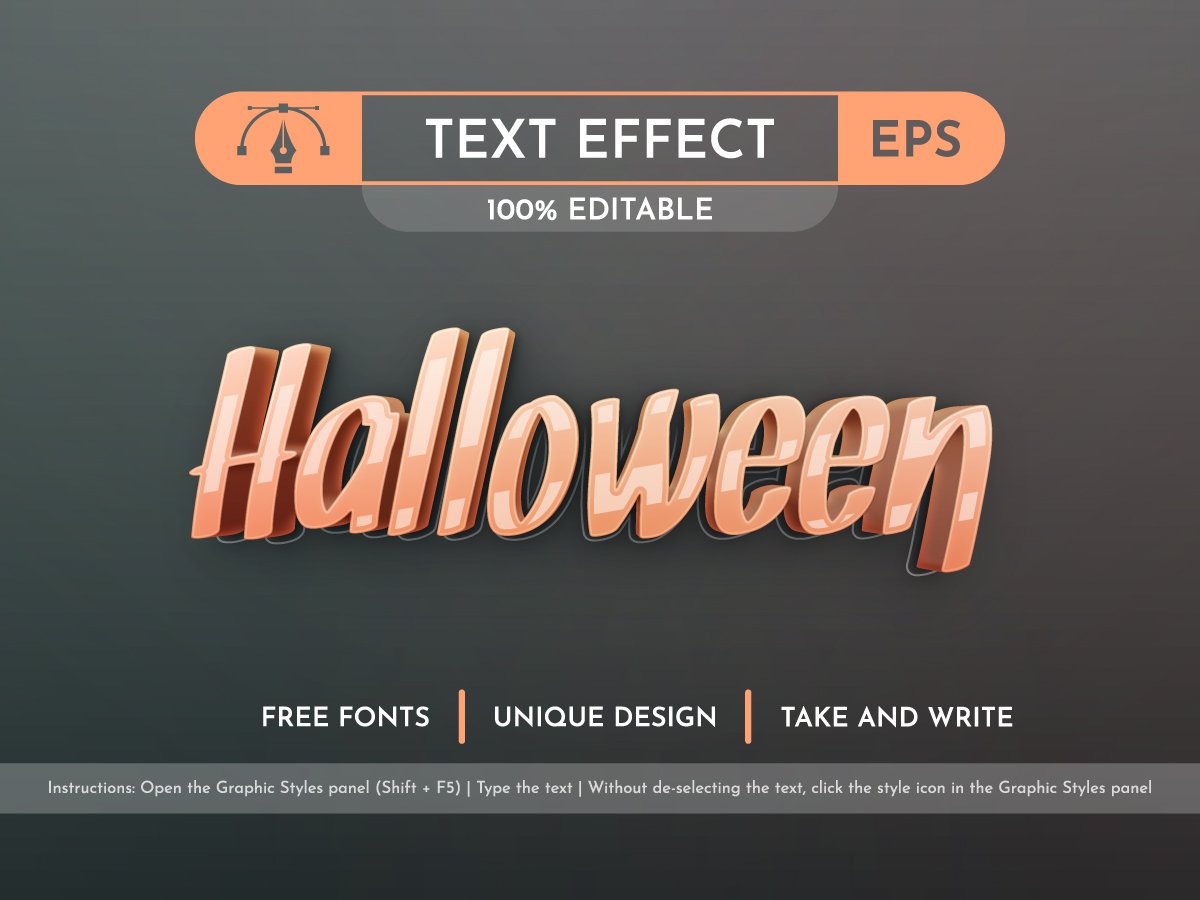 TEXT EFFECT EPS
100% EDITABLE
Halloween
FREE FONTS | UNIQUE DESIGN | TAKE AND WRITE
Instructions: Open the Graphic Styles panel (Shift + F5) | Type the text | Without de-selecting the text, click the style icon in the Graphic Styles panel